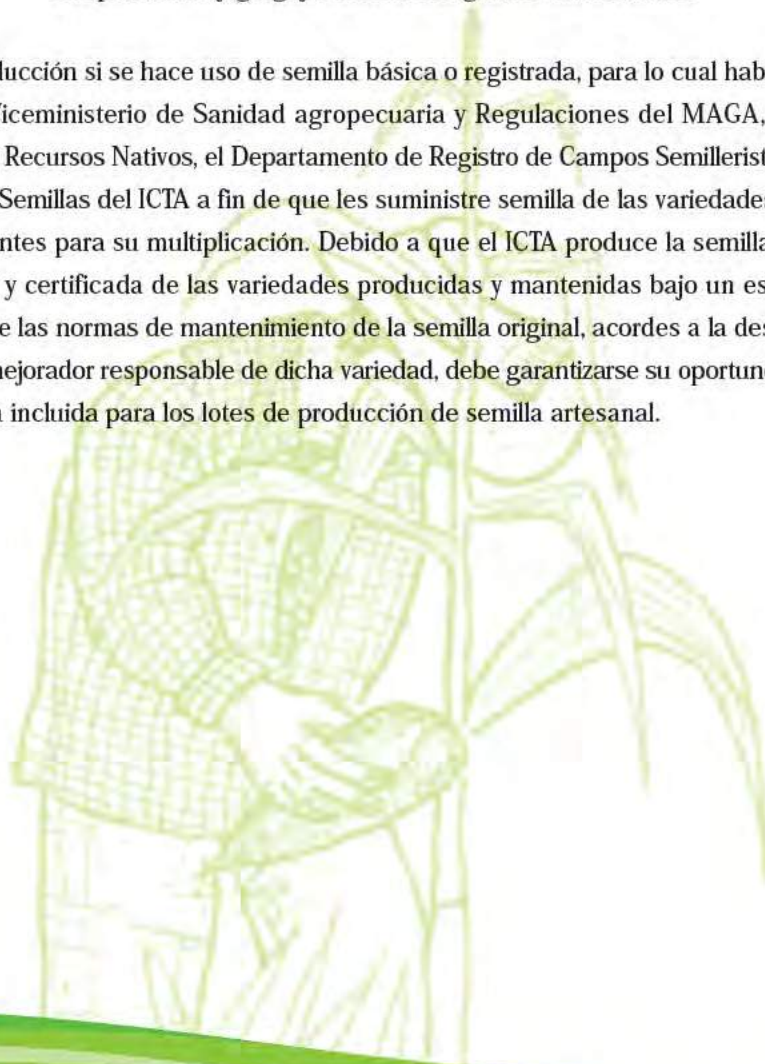 ducción si se hace uso de semilla básica o registrada, para lo cual hab
iceministerio de Sanidad agropecuaria y Regulaciones del MAGA,
Recursos Nativos, el Departamento de Registro de Campos Semillerist
Semillas del ICTA a fin de que les suministre semilla de las variedades
ntes para su multiplicación. Debido a que el ICTA produce la semilla
y certificada de las variedades producidas y mantenidas bajo un es
e las normas de mantenimiento de la semilla original, acordes a la des
mejorador responsable de dicha variedad, debe garantizarse su oportun
incluida para los lotes de producción de semilla artesanal.